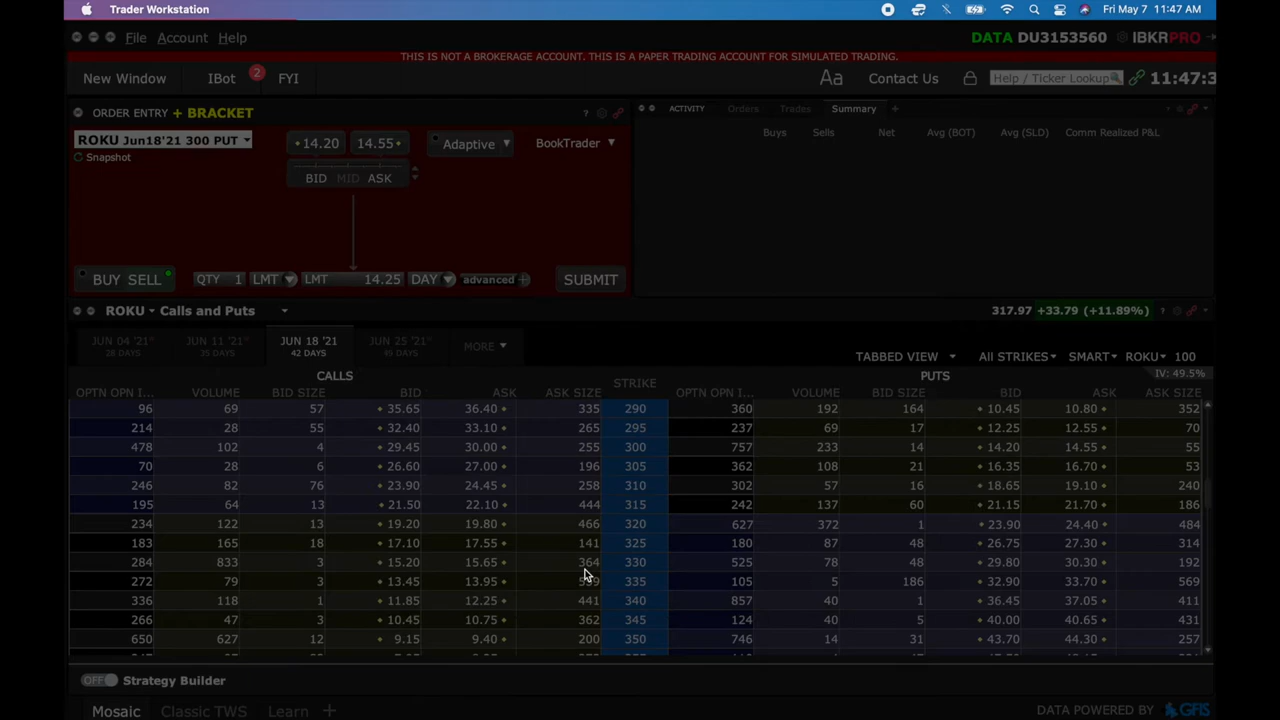 Trader Workstation Fri May 7 11:47 AM
File Account Help DATA DU3153560 IBKRPRO
THIS IS NOT A BROKERAGE ACCOUNT. THIS IS A PAPER TRADING ACCOUNT FOR SIMULATED TRADING.
New Window IBot 2 FYI Aa Contact Us Help / Ticker Lookup 11:47:3
ORDER ENTRY + BRACKET ? ACTIVITY Orders Trades Summary +
Buys Sells Net Avg (BOT) Avg (SLD) Comm Realized P&L
ROKU Jun18'21 300 PUT 14.20 14.55 Adaptive BookTrader
Snapshot
BID MID ASK
BUY SELL QTY 1 LMT LMT 14.25 DAY advanced + SUBMIT
ROKU Calls and Puts 317.97 +33.79 (+11.89%) ?
JUN 04 '21 JUN 11 '21 JUN 18 '21 JUN 25 '21 MORE
28 DAYS 35 DAYS 42 DAYS 49 DAYS
TABBED VIEW All STRIKES SMART ROKU 100
CALLS PUTS IV: 49.5%
OPTN OPN I... VOLUME BID SIZE BID ASK ASK SIZE STRIKE OPTN OPN I... VOLUME BID SIZE BID ASK ASK SIZE
96 69 57 35.65 36.40 335 290 360 192 164 10.45 10.80 352
214 28 55 32.40 33.10 265 295 237 69 17 12.25 12.55 70
478 102 4 29.45 30.00 255 300 757 233 14 14.20 14.55 55
70 28 6 26.60 27.00 196 305 362 108 21 16.35 16.70 53
246 82 76 23.90 24.45 258 310 302 57 16 18.65 19.10 240
195 64 13 21.50 22.10 444 315 242 137 60 21.15 21.70 186
234 122 13 19.20 19.80 466 320 627 372 1 23.90 24.40 484
183 165 18 17.10 17.55 141 325 180 87 48 26.75 27.30 314
284 833 3 15.20 15.65 364 330 525 78 48 29.80 30.30 192
272 79 3 13.45 13.95 335 105 5 186 32.90 33.70 569
336 118 1 11.85 12.25 441 340 857 40 1 36.45 37.05 411
266 47 3 10.45 10.75 362 345 124 40 5 40.00 40.65 431
650 627 12 9.15 9.40 200 350 746 14 31 43.70 44.30 257
OFF Strategy Builder
Mosaic Classic TWS Learn + DATA POWERED BY GFIS